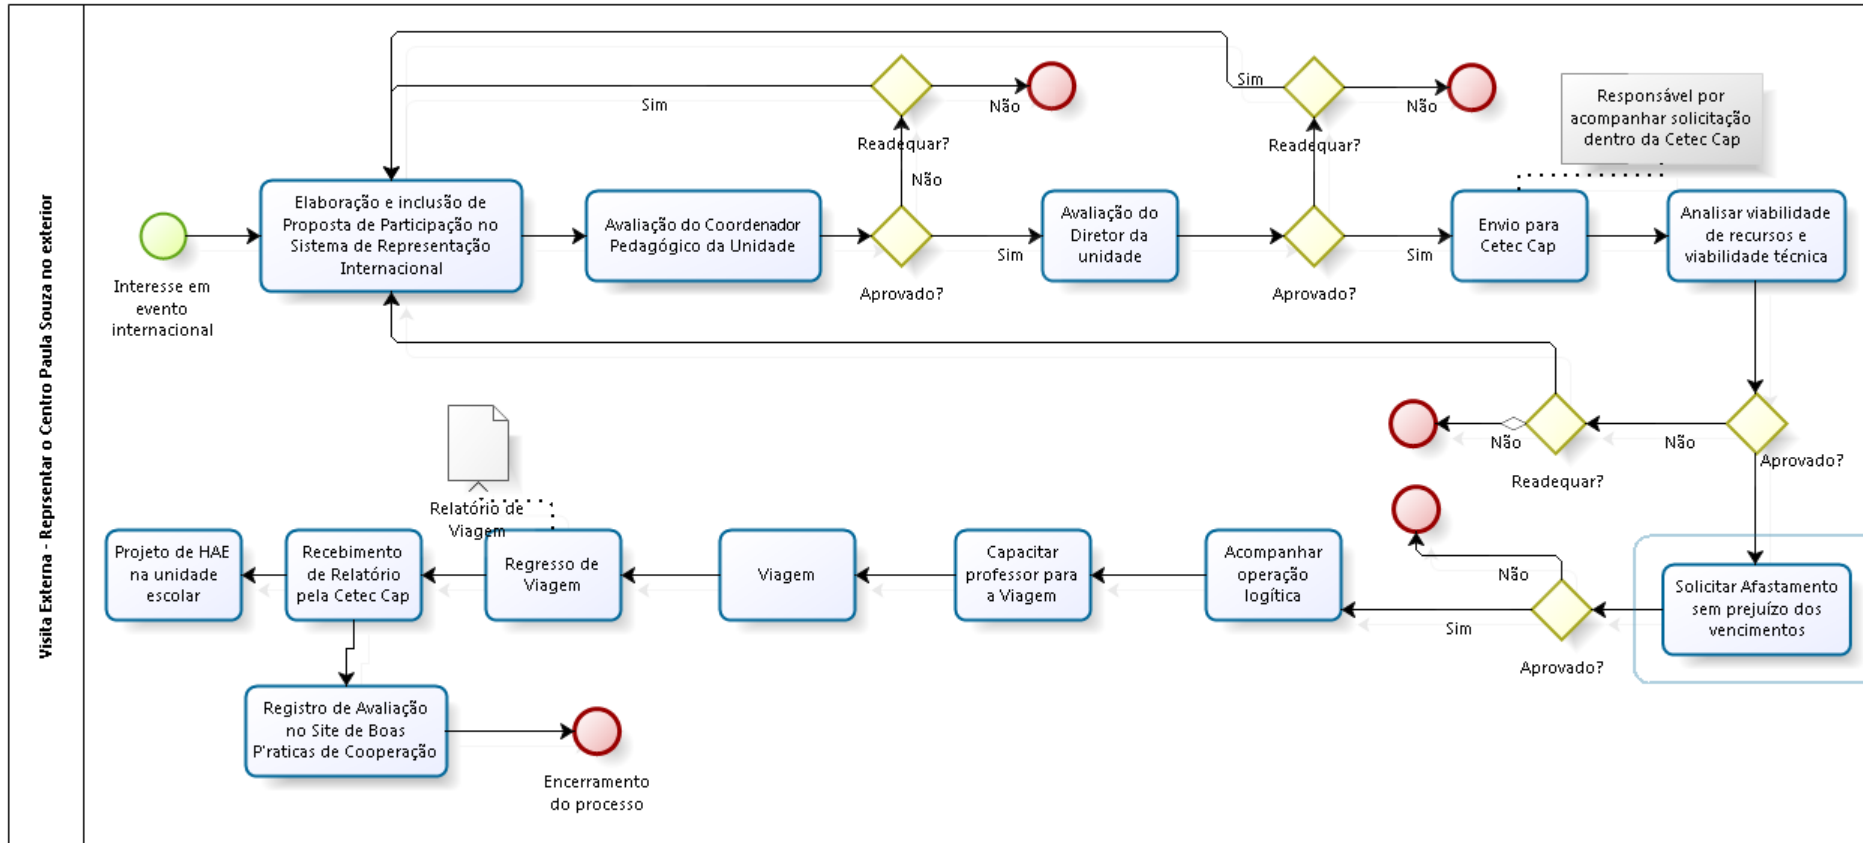 Visita Externa - Reprsentar o Centro Paula Souza no exterior
Interesse em
evento
internacional
Elaboração e inclusão de
Proposta de Participação no
Sistema de Representação
Internacional
Avaliação do Coordenador
Pedagógico da Unidade
Aprovado?
Não
Readequar?
Sim
Não
Sim
Avaliação do
Diretor da
unidade
Aprovado?
Readequar?
Sim
Não
Sim
Envio para
Cetec Cap
Responsável por
acompanhar solicitação
dentro da Cetec Cap
Analisar viabilidade
de recursos e
viabilidade técnica
Aprovado?
Não
Readequar?
Não
Solicitar Afastamento
sem prejuízo dos
vencimentos
Aprovado?
Não
Sim
Acompanhar
operação
logítica
Capacitar
professor para
a Viagem
Viagem
Regresso de
Viagem
Relatório de
Viagem
Recebimento
de Relatório
pela Cetec Cap
Projeto de HAE
na unidade
escolar
Registro de Avaliação
no Site de Boas
P'raticas de Cooperação
Encerramento
do processo